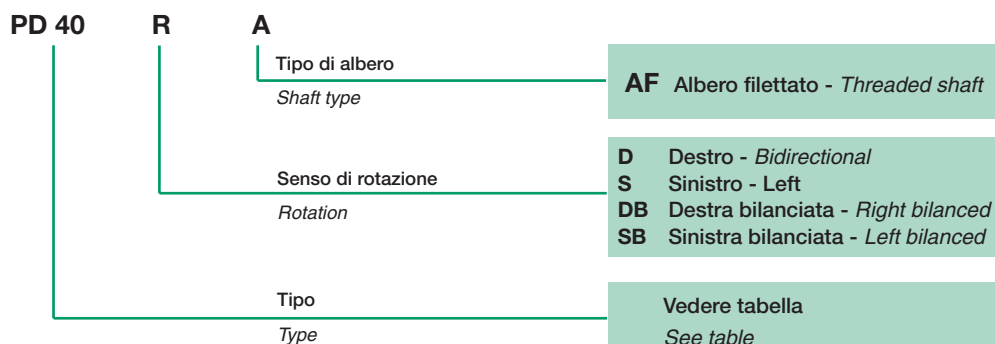 PD 40 R A
Tipo di albero
Shaft type
AF Albero filettato - Threaded shaft
Senso di rotazione
Rotation
D Destro - Bidirectional
S Sinistro - Left
DB Destra bilanciata - Right bilanced
SB Sinistra bilanciata - Left bilanced
Tipo
Type
Vedere tabella
See table